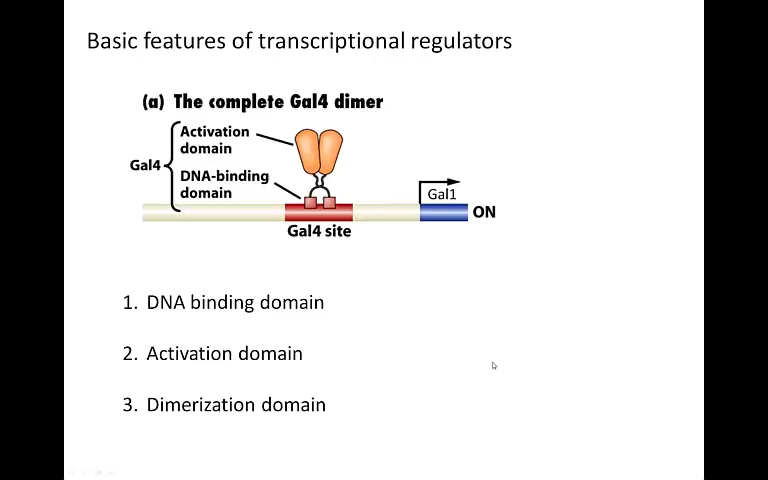 Basic features of transcriptional regulators
(a) The complete Gal4 dimer
Activation
domain
Gal4
DNA-binding
domain
Gal1
ON
Gal4 site
1. DNA binding domain
2. Activation domain
3. Dimerization domain